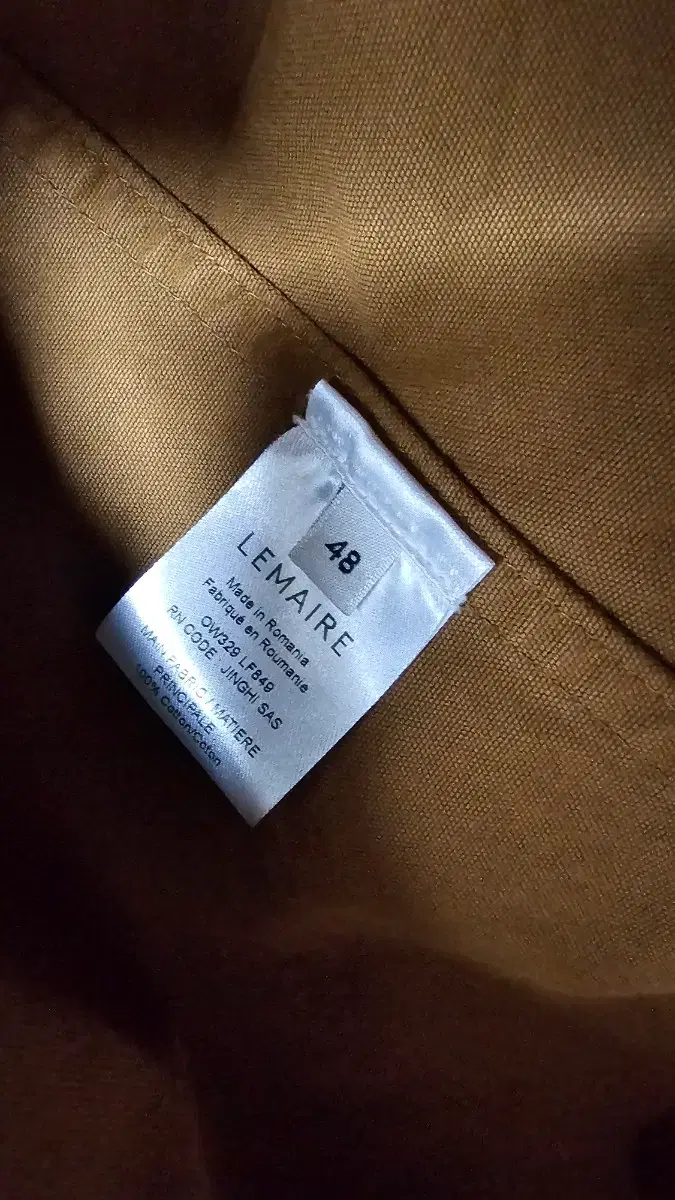 48
LEMAIRE
Made in Romania
Fabriqué en Roumanie
OW329 LF849
RN CODE : JINGHI SAS
MAIN FABRIC / MATIERE
PRINCIPALE
100% Cotton/Coton